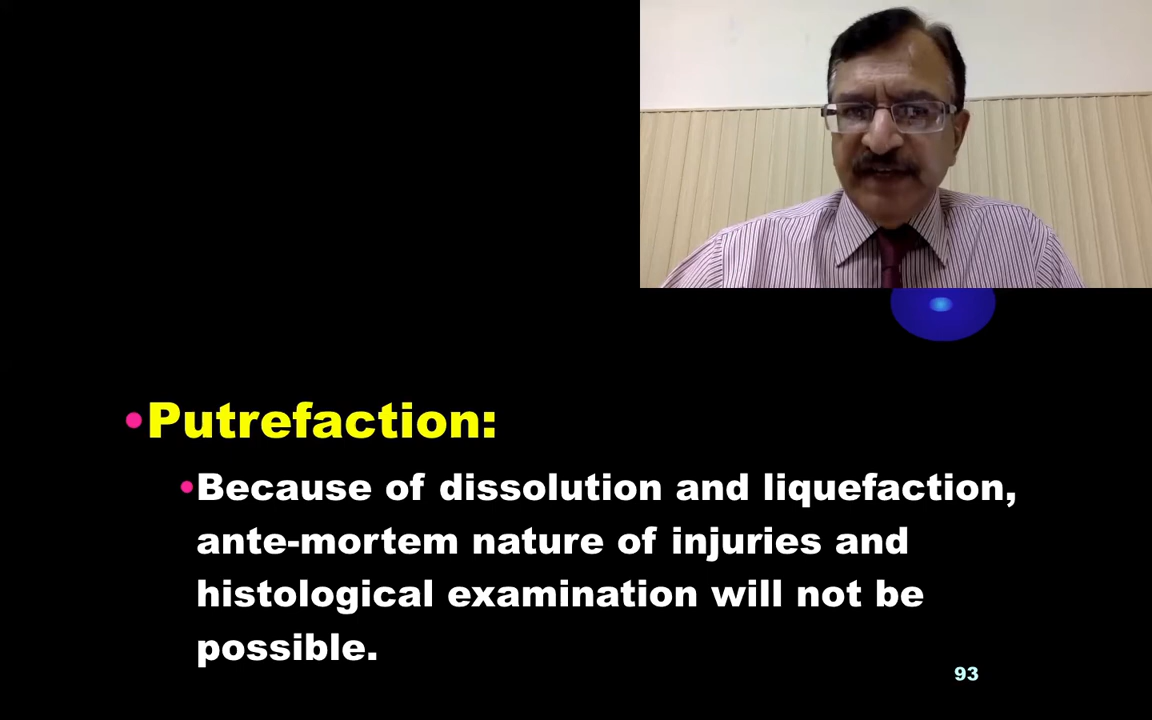 •Putrefaction:
•Because of dissolution and liquefaction,
ante-mortem nature of injuries and
histological examination will not be
possible.
93